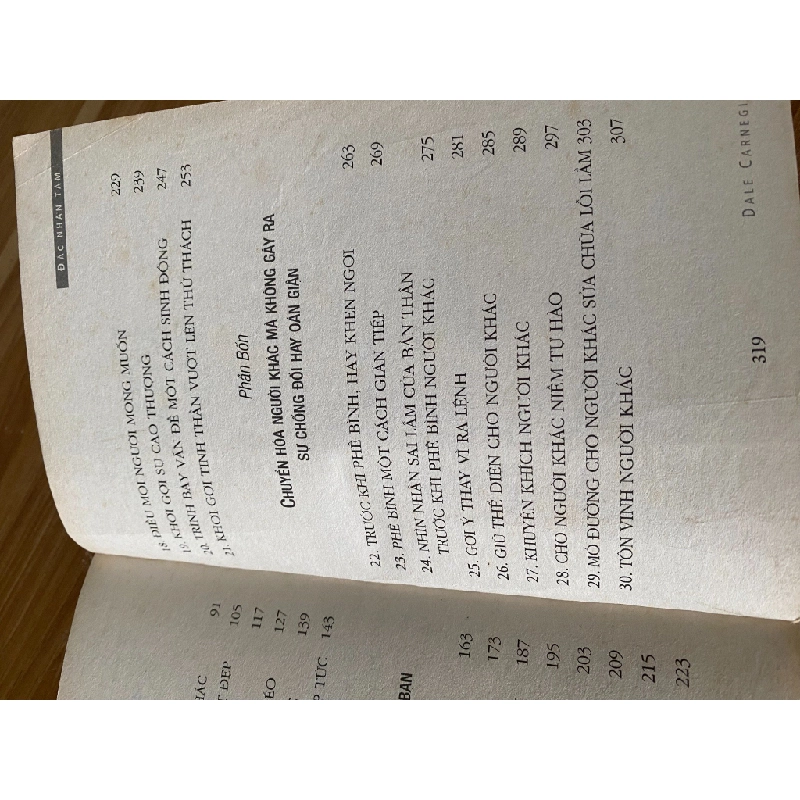 91
105
117
127
139
143
BẠN
163
173
187
195
203
209
215
223
ĐẮC NHÂN TÂM
18. ĐIỀU MỌI NGƯỜI MONG MUỐN 229
19. KHƠI GỢI SỰ CAO THƯỢNG 239
20. TRÌNH BÀY VẤN ĐỀ MỘT CÁCH SINH ĐỘNG 247
21. KHƠI GỢI TINH THẦN VƯỢT LÊN THỬ THÁCH 253
Phần Bốn
CHUYỂN HÓA NGƯỜI KHÁC MÀ KHÔNG GÂY RA
SỰ CHỐNG ĐỐI HAY OÁN GIẬN
22. TRƯỚC KHI PHÊ BÌNH, HÃY KHEN NGỢI 263
23. PHÊ BÌNH MỘT CÁCH GIÁN TIẾP 269
24. NHÌN NHẬN SAI LẦM CỦA BẢN THÂN
TRƯỚC KHI PHÊ BÌNH NGƯỜI KHÁC 275
25. GỢI Ý THAY VÌ RA LỆNH 281
26. GIỮ THỂ DIỆN CHO NGƯỜI KHÁC 285
27. KHUYẾN KHÍCH NGƯỜI KHÁC 289
28. CHO NGƯỜI KHÁC NIỀM TỰ HÀO 297
29. MỞ ĐƯỜNG CHO NGƯỜI KHÁC SỬA CHỮA LỖI LẦM 303
30. TÔN VINH NGƯỜI KHÁC 307
319
DALE CARNEGI